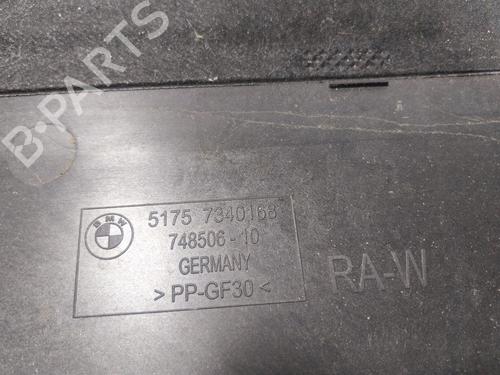 B-PARTS
BMW
5175 7340168
748506-10
GERMANY
> PP-GF30 <
RA-W